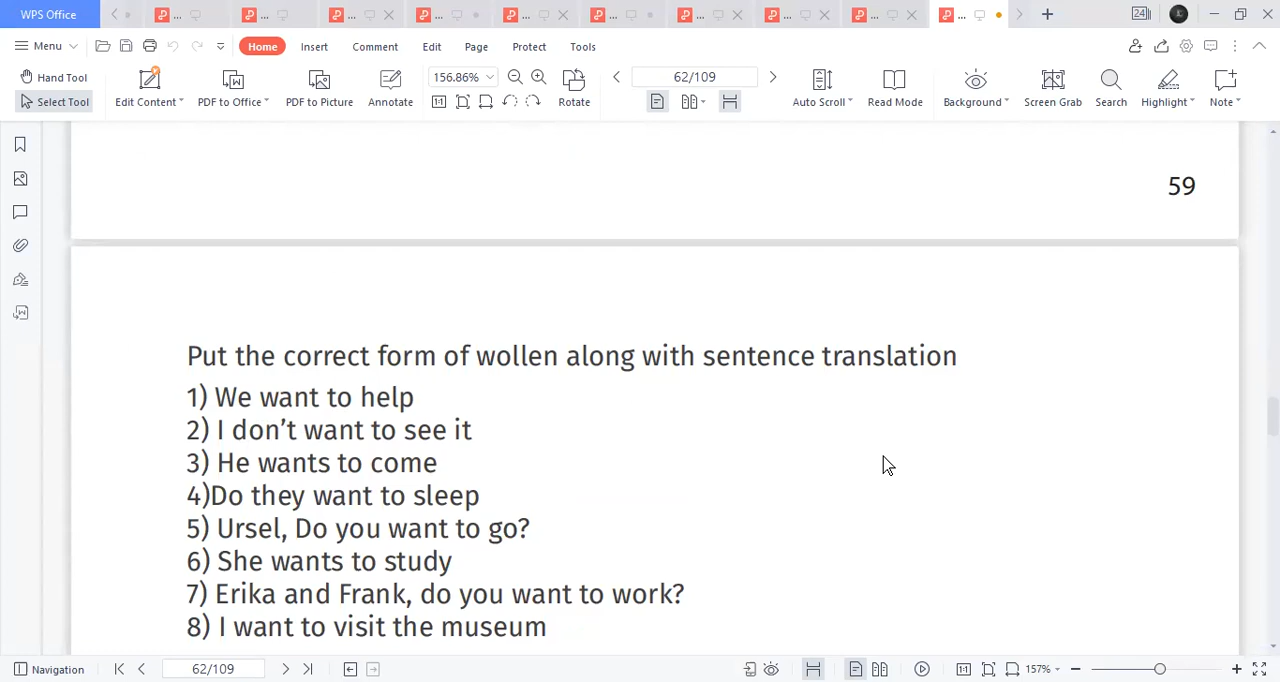 WPS Office ... ... ... ... ... ... ... ... ... ... 24
Menu Home Insert Comment Edit Page Protect Tools
Hand Tool
Select Tool
Edit Content PDF to Office PDF to Picture Annotate 156.86% Rotate 62/109 Auto Scroll Read Mode Background Screen Grab Search Highlight Note
59
Put the correct form of wollen along with sentence translation
1) We want to help
2) I don’t want to see it
3) He wants to come
4)Do they want to sleep
5) Ursel, Do you want to go?
6) She wants to study
7) Erika and Frank, do you want to work?
8) I want to visit the museum
Navigation 62/109 157%